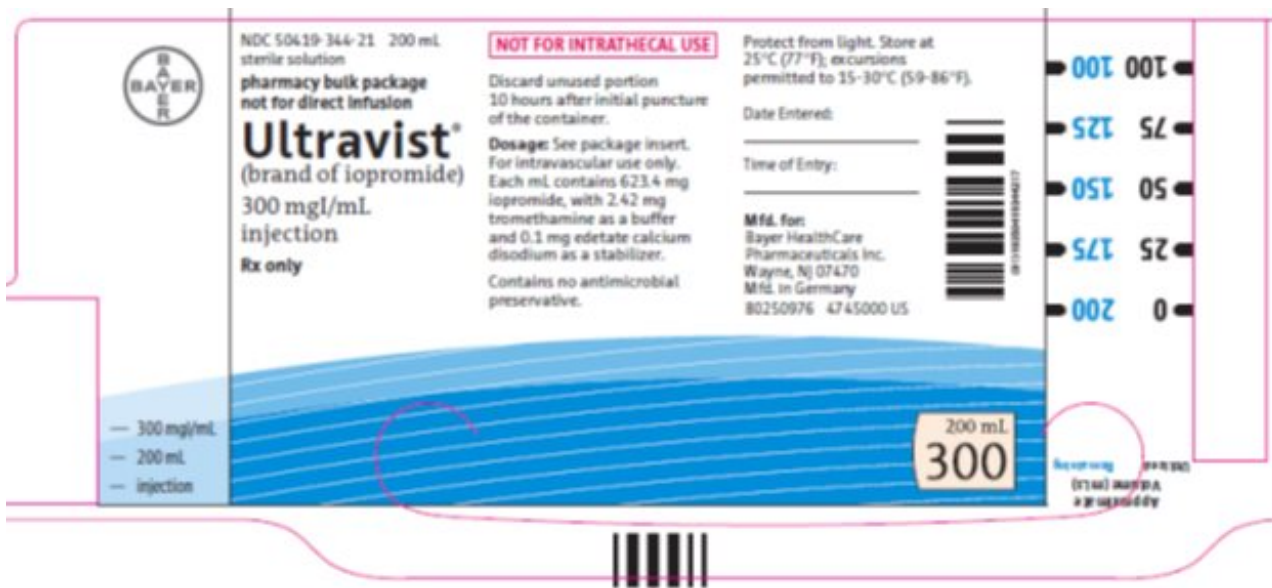 BAYER
BAYER
NDC 50419-344-21 200 mL
sterile solution
pharmacy bulk package
not for direct infusion
Ultravist®
(brand of iopromide)
300 mgI/mL
injection
Rx only
NOT FOR INTRATHECAL USE
Discard unused portion
10 hours after initial puncture
of the container.
Dosage: See package insert.
For intravascular use only.
Each mL contains 623.4 mg
iopromide, with 2.42 mg
tromethamine as a buffer
and 0.1 mg edetate calcium
disodium as a stabilizer.
Contains no antimicrobial
preservative.
Protect from light. Store at
25°C (77°F); excursions
permitted to 15-30°C (59-86°F).
Date Entered:
Time of Entry:
Mfd. for:
Bayer HealthCare
Pharmaceuticals Inc.
Wayne, NJ 07470
Mfd. in Germany
80250976 4745000 US
100 100
125 75
150 50
175 25
200 0
Approximate
Volume (mLs)
Utilized Remaining
— 300 mgI/mL
— 200 mL
— injection
200 mL
300